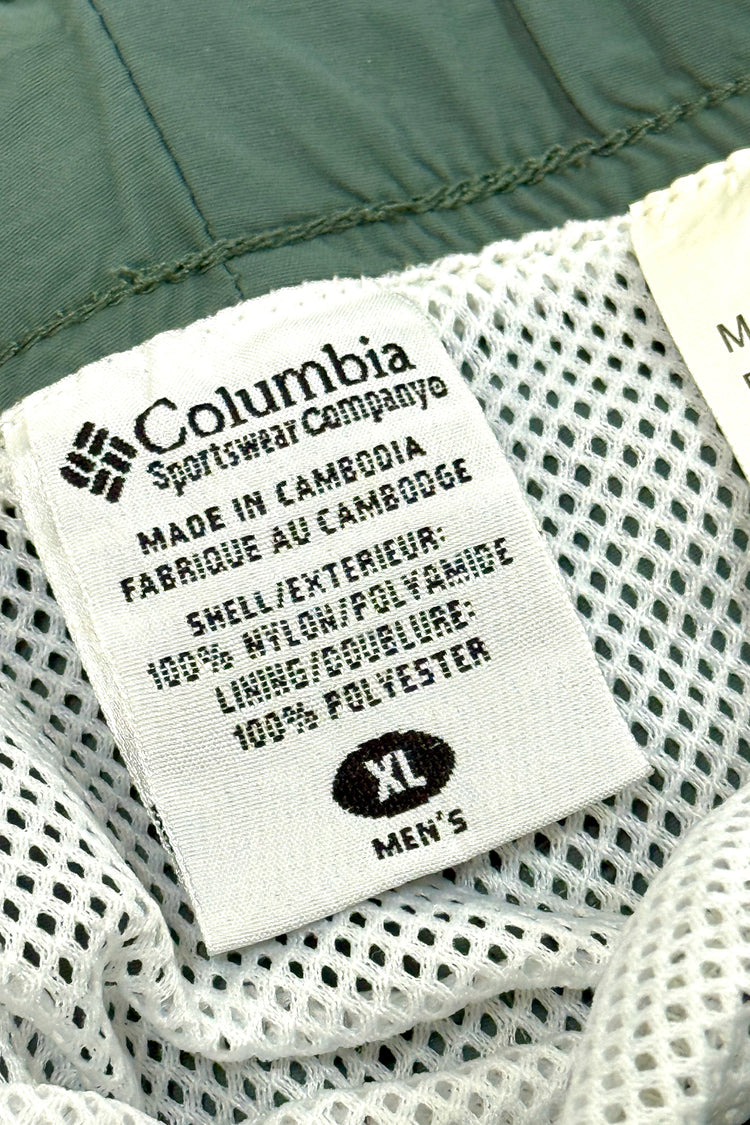 Columbia
Sportswear Company®
MADE IN CAMBODIA
FABRIQUE AU CAMBODGE
SHELL/EXTERIEUR:
100% NYLON/POLYAMIDE
LINING/DOUBLURE:
100% POLYESTER
XL
MEN'S
M